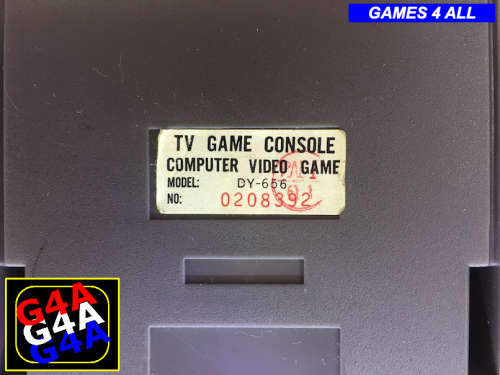 GAMES 4 ALL
TV GAME CONSOLE
COMPUTER VIDEO GAME
MODEL: DY-656
NO: 0208392
G4A
G4A
G4A